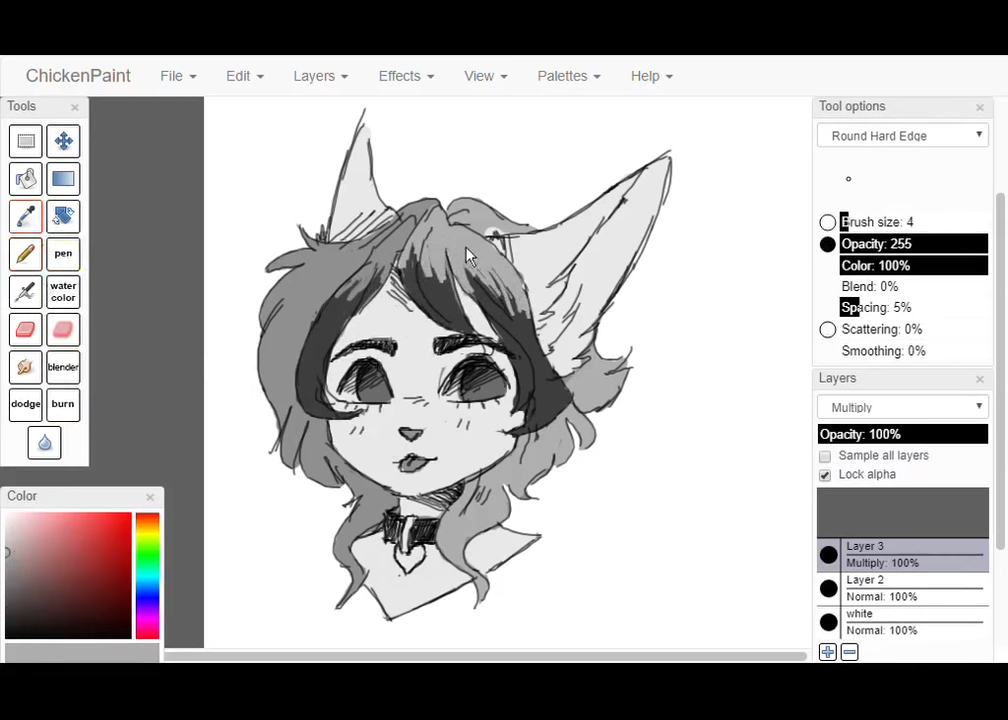 ChickenPaint
File
Edit
Layers
Effects
View
Palettes
Help
Tools
pen
water
color
blender
dodge
burn
Color
Tool options
Round Hard Edge
Brush size: 4
Opacity: 255
Color: 100%
Blend: 0%
Spacing: 5%
Scattering: 0%
Smoothing: 0%
Layers
Multiply
Opacity: 100%
Sample all layers
Lock alpha
Layer 3
Multiply: 100%
Layer 2
Normal: 100%
white
Normal: 100%